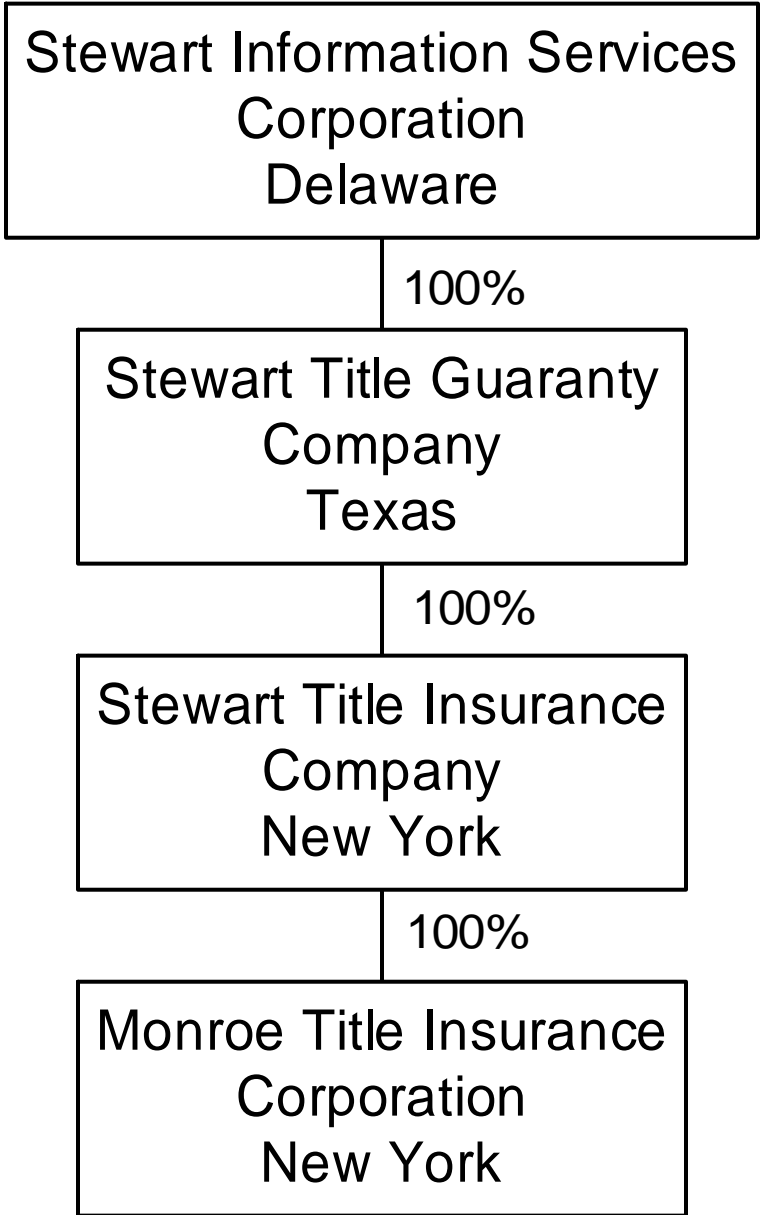 Stewart Information Services
Corporation
Delaware
100%
Stewart Title Guaranty
Company
Texas
100%
Stewart Title Insurance
Company
New York
100%
Monroe Title Insurance
Corporation
New York